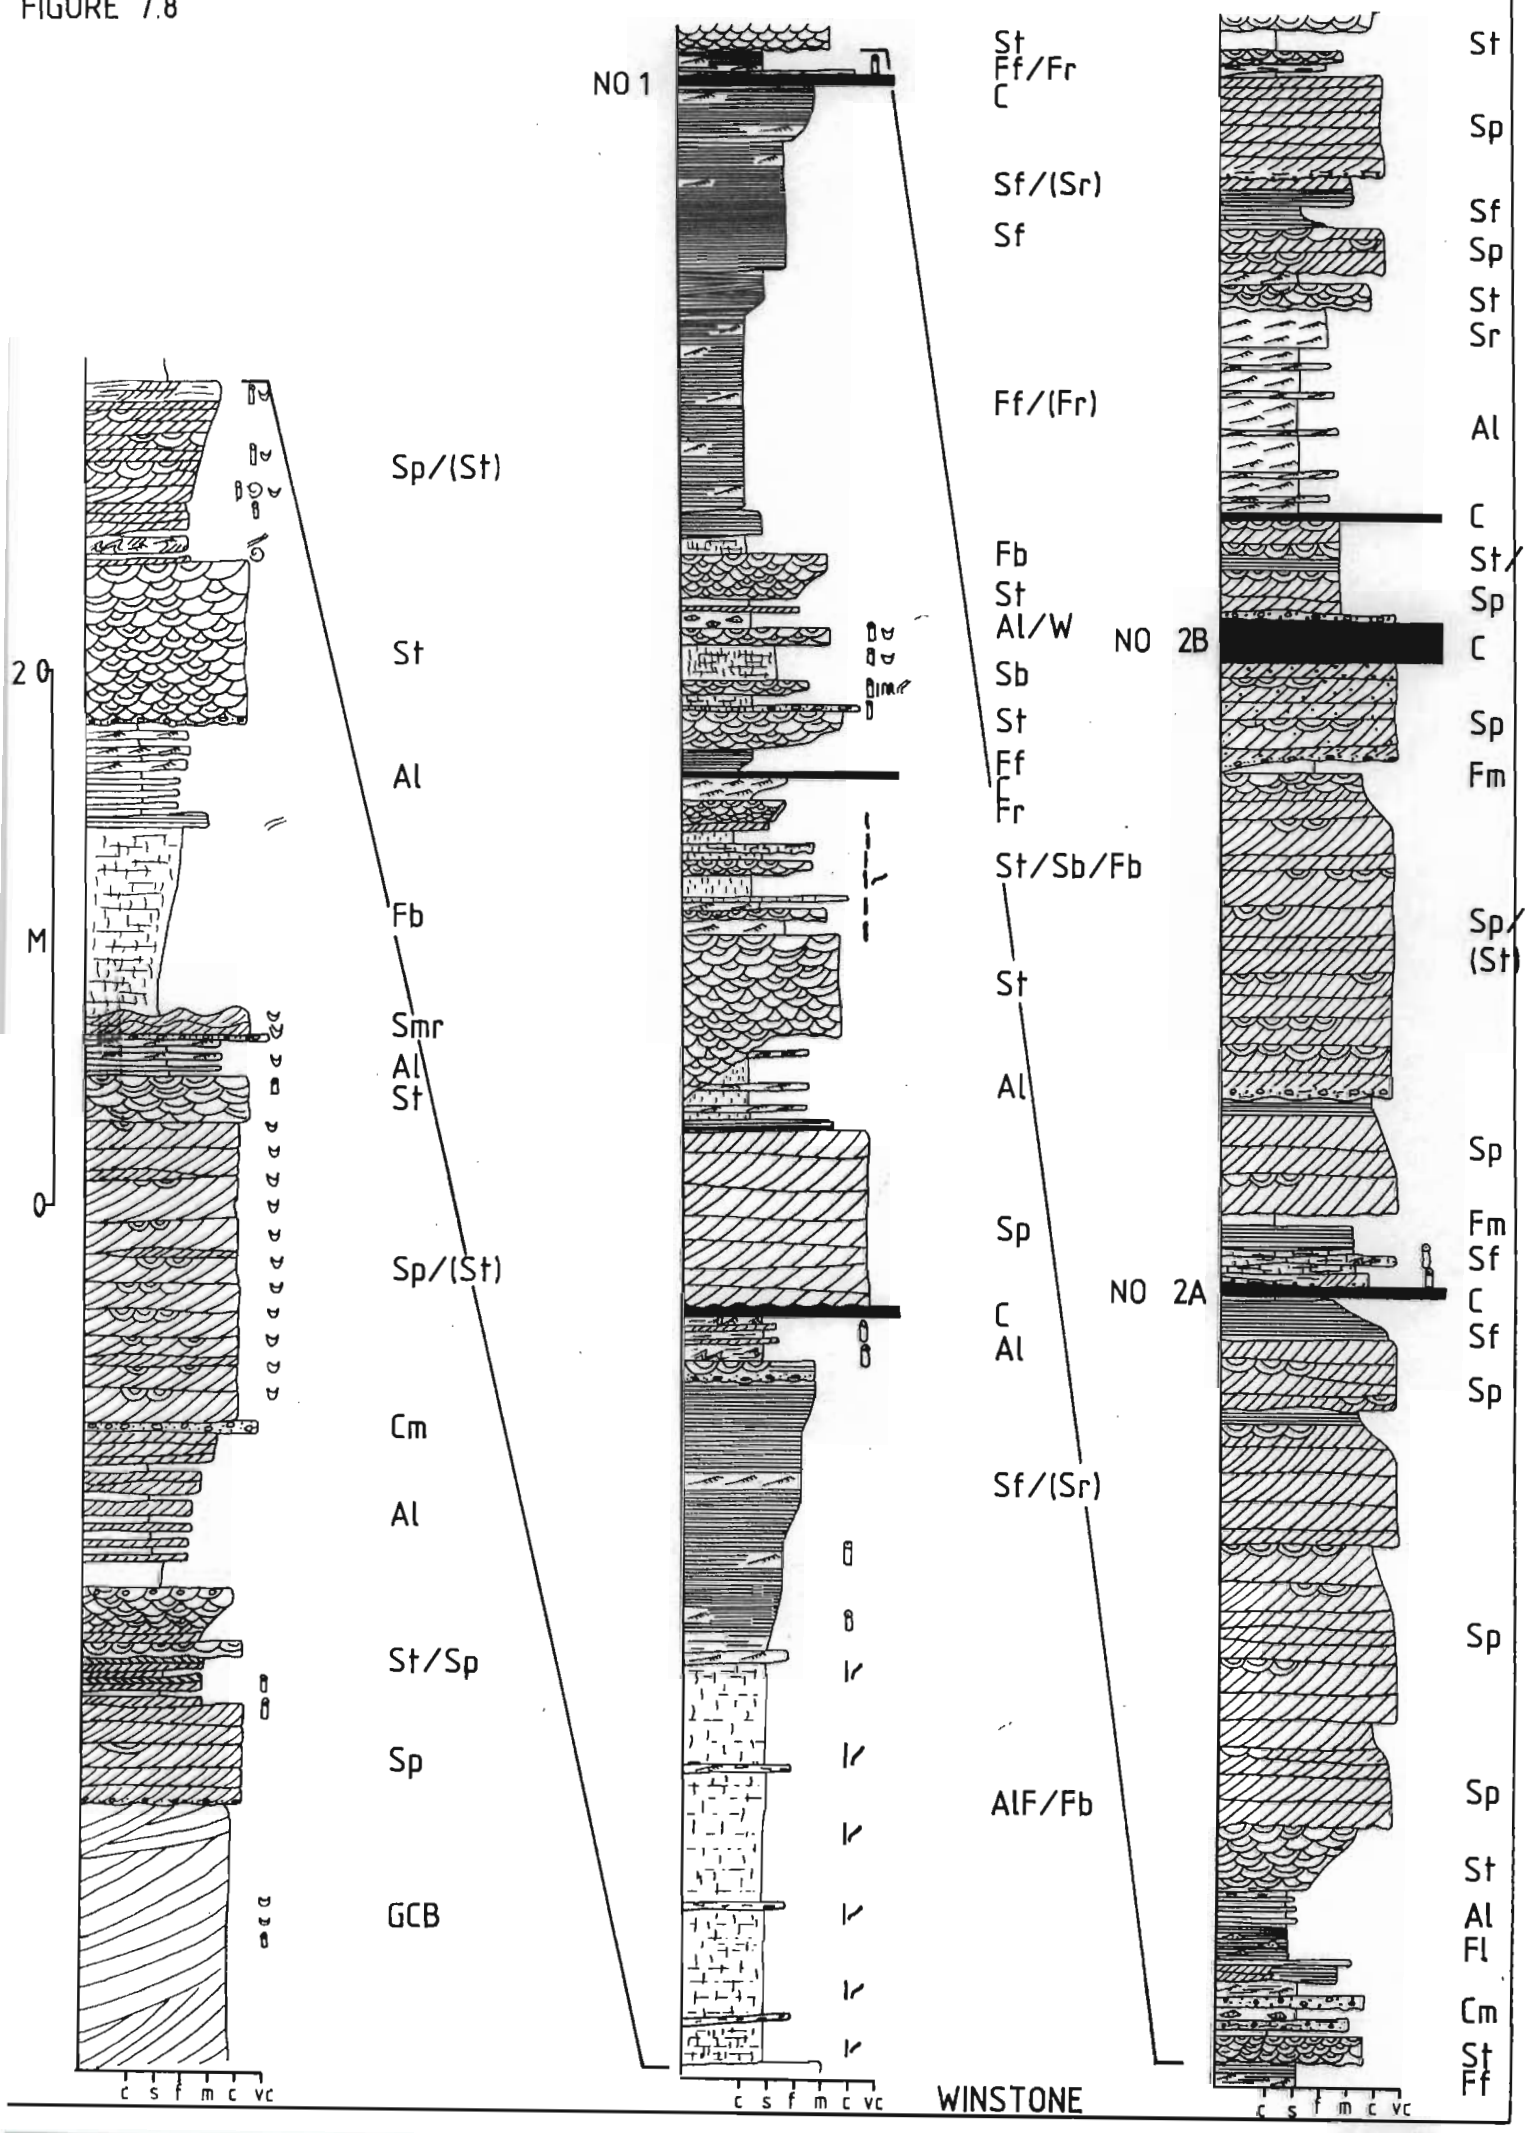 FIGURE 7.8
20
M
0
Sp/(St)
St
Al
Fb
Smr
Al
St
Sp/(St)
Cm
Al
St/Sp
Sp
GCB
c s f m c vc
NO 1
St
Ff/Fr
C
Sf/(Sr)
Sf
Ff/(Fr)
Fb
St
Al/W
Sb
St
Ff
C
Fr
St/Sb/Fb
St
Al
Sp
C
Al
Sf/(Sr)
AlF/Fb
c s f m c vc
WINSTONE
St
Sp
Sf
Sp
St
Sr
Al
C
St/
Sp
NO 2B
C
Sp
Fm
Sp/
(St)
Sp
Fm
Sf
NO 2A
C
Sf
Sp
Sp
Sp
St
Al
Fl
Cm
St
Ff
c s f m c vc